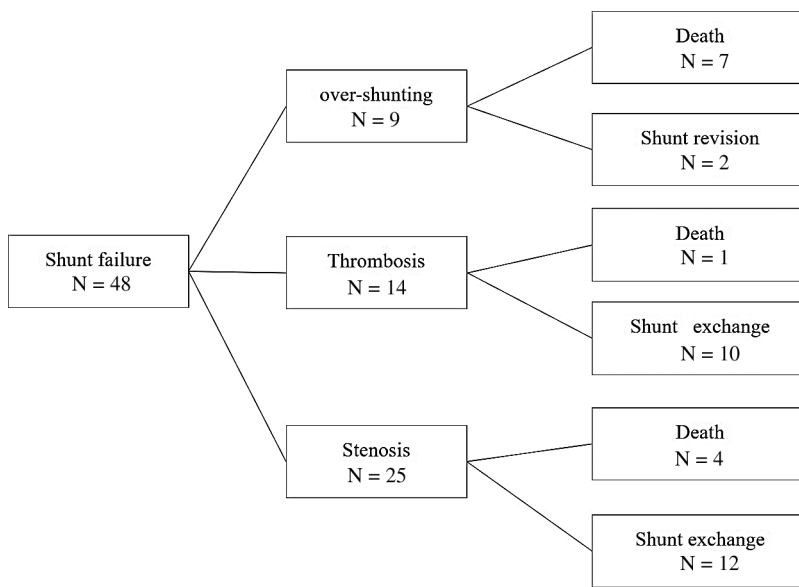 Shunt failure
N = 48
over-shunting
N = 9
Death
N = 7
Shunt revision
N = 2
Thrombosis
N = 14
Death
N = 1
Shunt exchange
N = 10
Stenosis
N = 25
Death
N = 4
Shunt exchange
N = 12